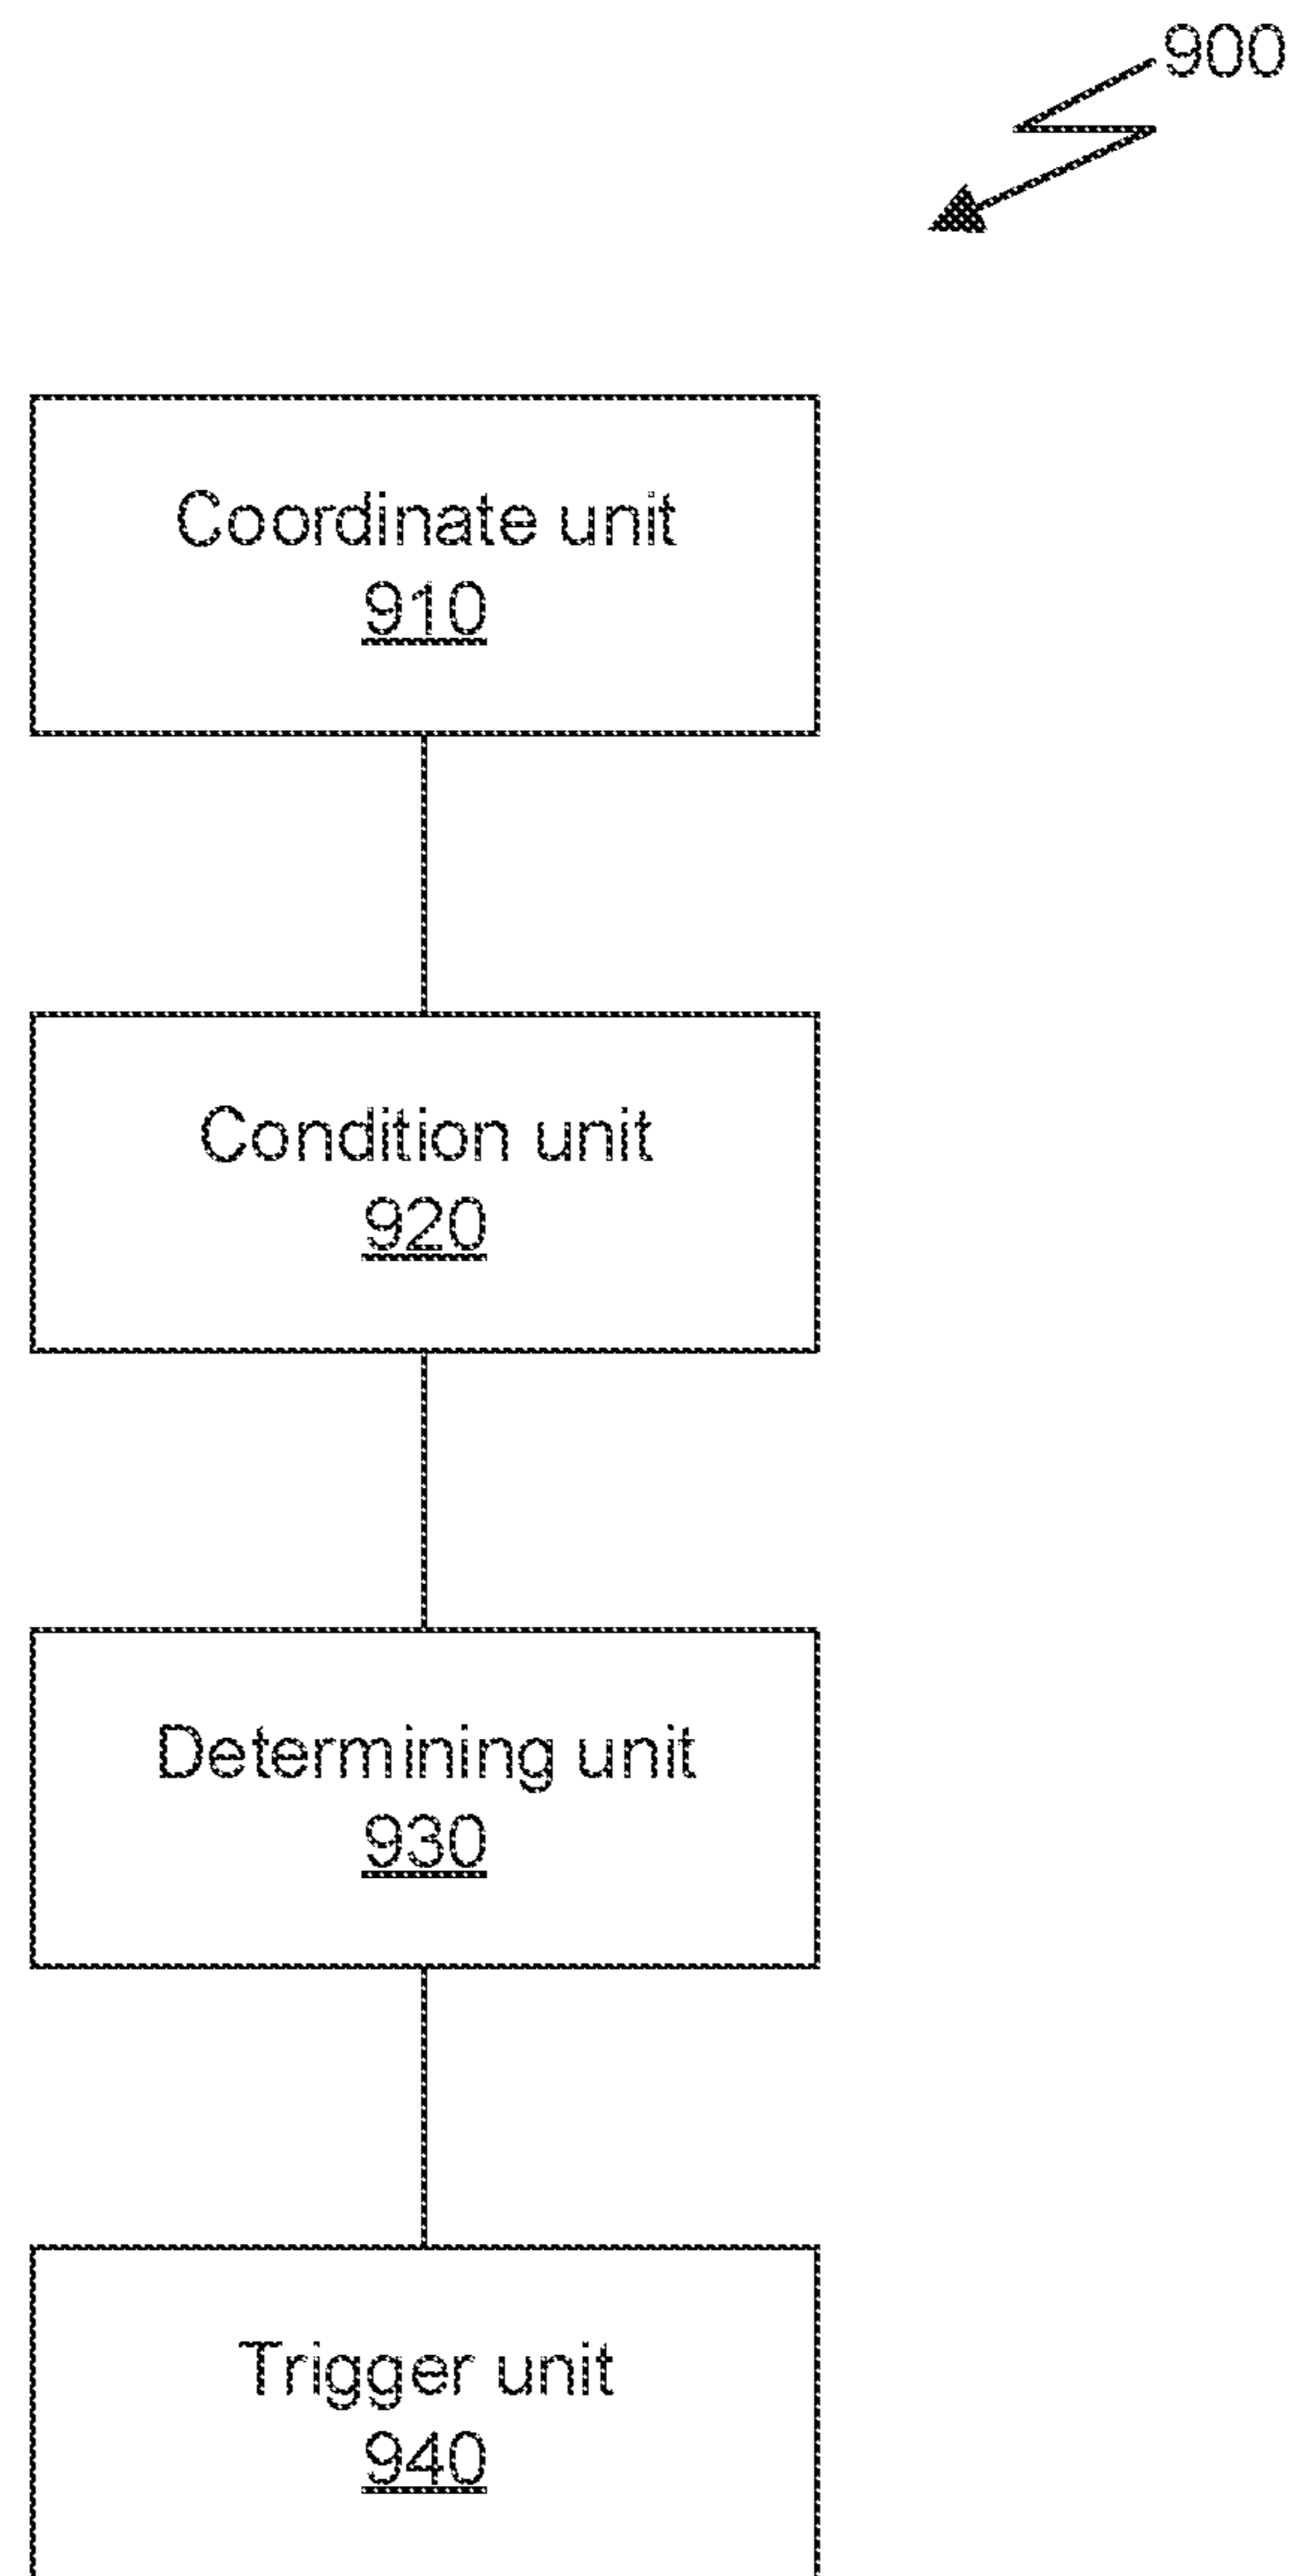 900
Coordinate unit
910
Condition unit
920
Determining unit
930
Trigger unit
940